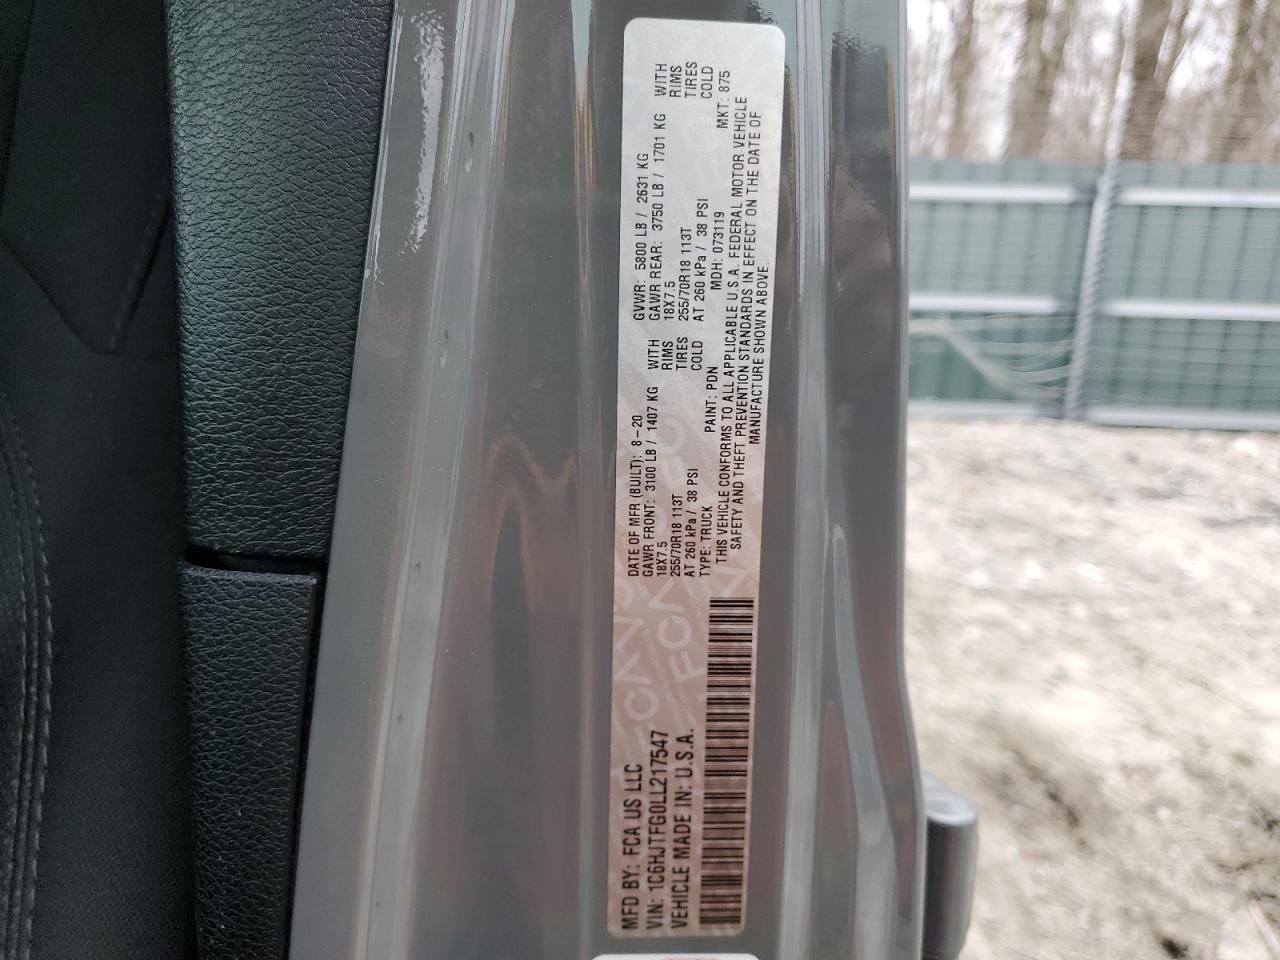 MFD BY: FCA US LLC
DATE OF MFR (BUILT): 8-20
GVWR: 5800 LB / 2631 KG
VIN: 1C6HJTFG0LL217547
GAWR FRONT: 3100 LB / 1407 KG WITH
GAWR REAR: 3750 LB / 1701 KG WITH
VEHICLE MADE IN: U.S.A.
18X7.5 RIMS
18X7.5 RIMS
255/70R18 113T TIRES
255/70R18 113T TIRES
AT 260 kPa / 38 PSI COLD
AT 260 kPa / 38 PSI COLD
TYPE: TRUCK PAINT: PDN MDH: 073119 MKT: 875
THIS VEHICLE CONFORMS TO ALL APPLICABLE U.S.A. FEDERAL MOTOR VEHICLE
SAFETY AND THEFT PREVENTION STANDARDS IN EFFECT ON THE DATE OF
MANUFACTURE SHOWN ABOVE.